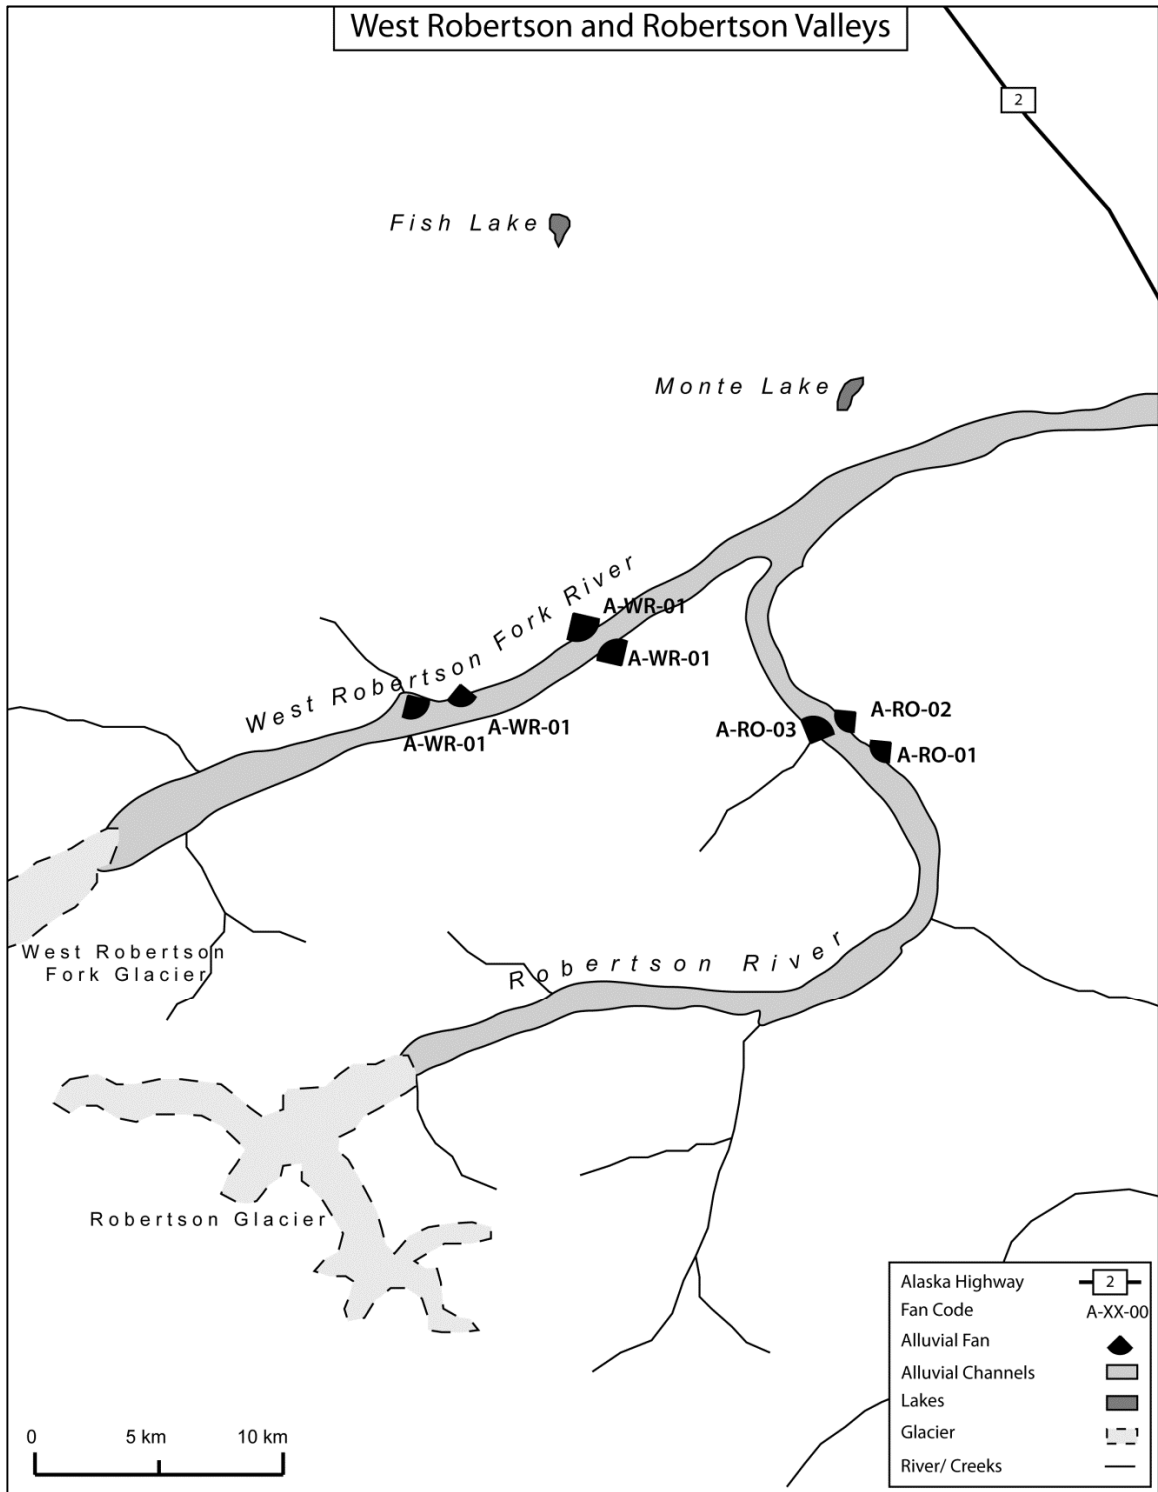 West Robertson and Robertson Valleys
2
Fish Lake
Monte Lake
West Robertson Fork River
A-WR-01
A-WR-01
A-WR-01
A-WR-01
A-RO-02
A-RO-03
A-RO-01
West Robertson
Fork Glacier
Robertson River
Robertson Glacier
Alaska Highway 2
Fan Code A-XX-00
Alluvial Fan
Alluvial Channels
Lakes
Glacier
River/ Creeks
0 5 km 10 km